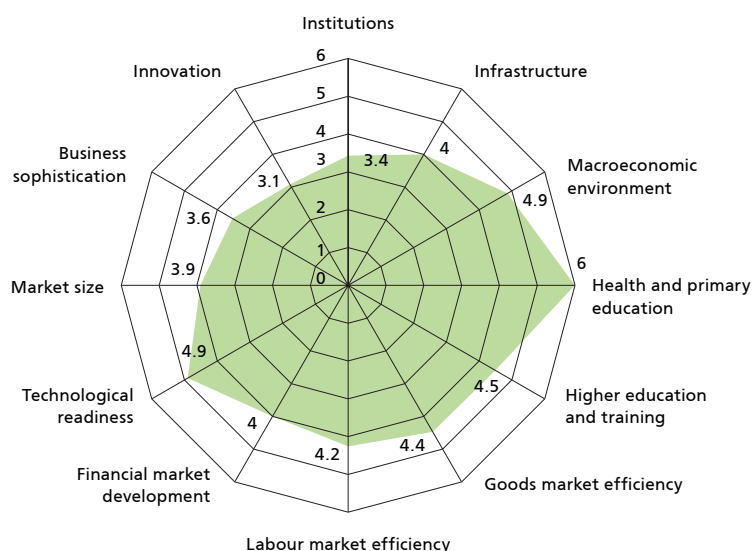 Institutions
6
Innovation
Infrastructure
5
4
4
Business
sophistication
3
3.4
Macroeconomic
environment
3.1
4.9
3.6
2
3.9
1
6
Market size
0
Health and primary
education
4.9
4.5
Technological
readiness
Higher education
and training
4
4.2
4.4
Financial market
development
Goods market efficiency
Labour market efficiency